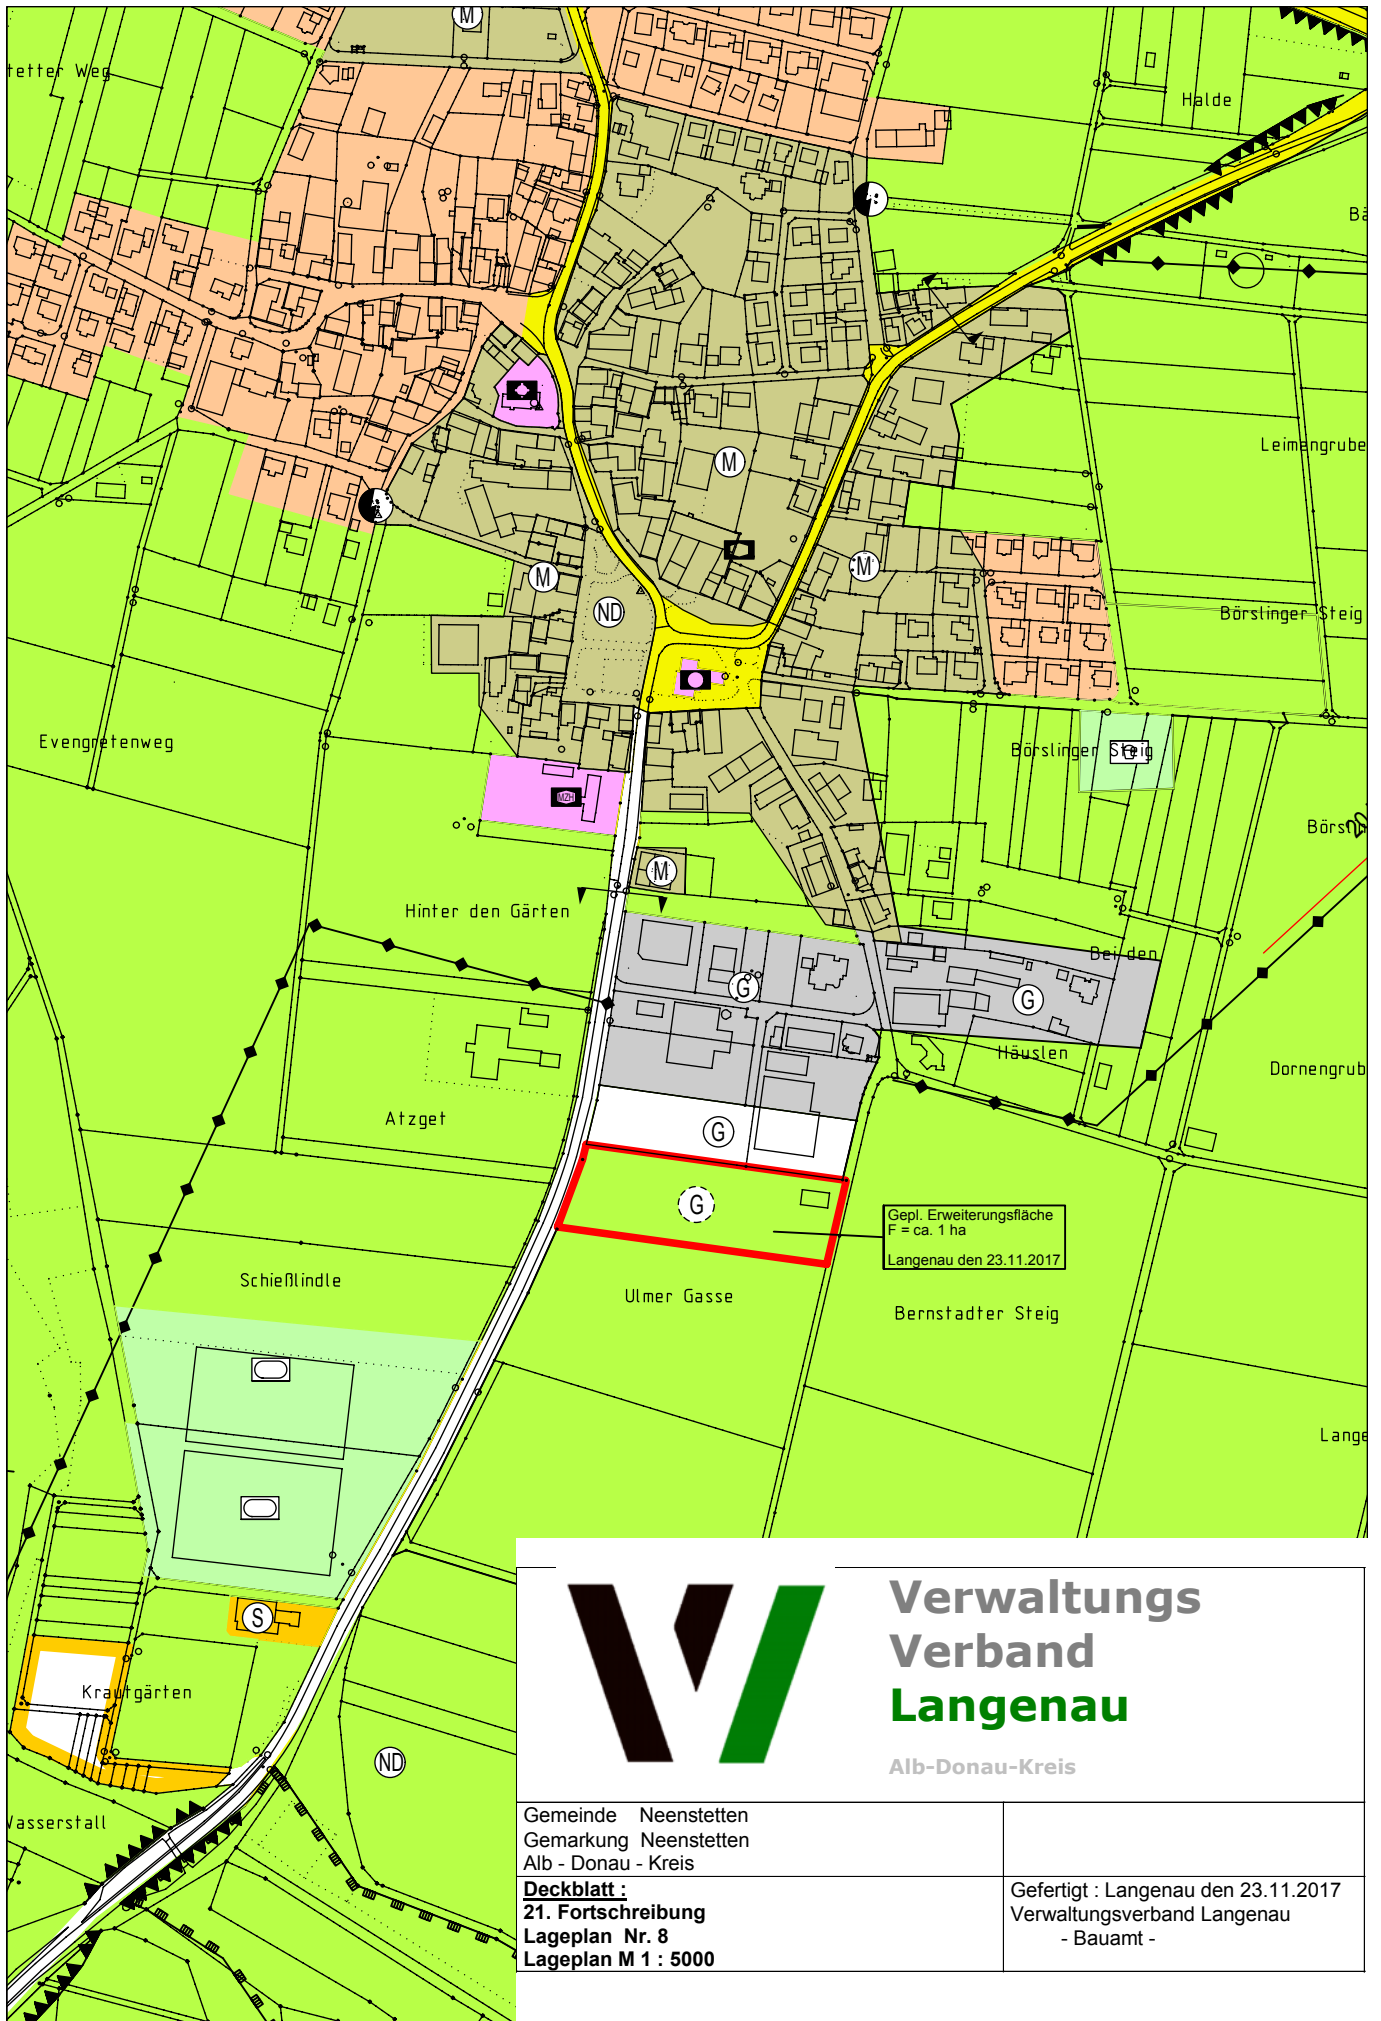 M
tetter Weg
Halde
Bä
Leimengrube
M
M
M
ND
Börslinger Steig
Evengretenweg
Börslinger Steig
MZH
M
Hinter den Gärten
Bei den
G
G
Häuslen
Dornengrub
Atzget
G
G
Gepl. Erweiterungsfläche
F = ca. 1 ha
Langenau den 23.11.2017
Schießlindle
Ulmer Gasse
Bernstadter Steig
Lange
S
Krautgärten
ND
Wasserstall
Verwaltungs
Verband
Langenau
Alb-Donau-Kreis
Gemeinde Neenstetten
Gemarkung Neenstetten
Alb - Donau - Kreis
Deckblatt :
21. Fortschreibung
Lageplan Nr. 8
Lageplan M 1 : 5000
Gefertigt : Langenau den 23.11.2017
Verwaltungsverband Langenau
- Bauamt -